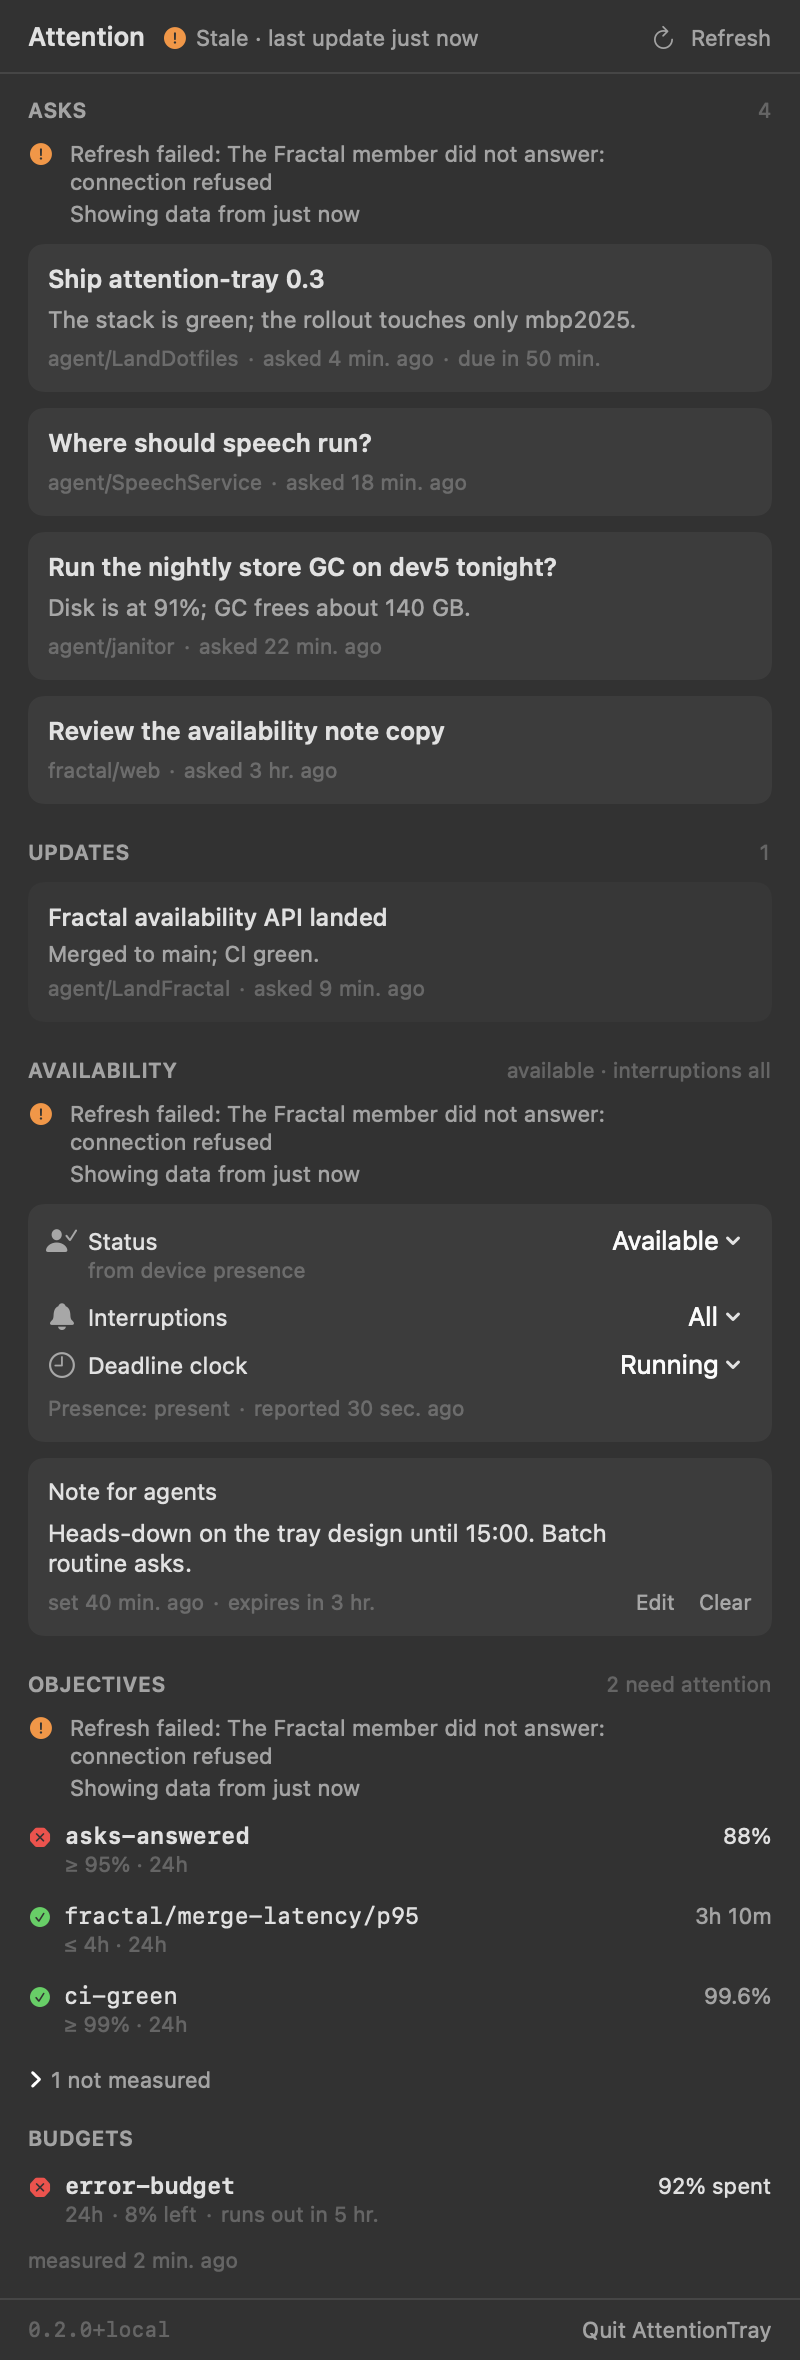 Attention
Stale · last update just now
Refresh
ASKS
4
Refresh failed: The Fractal member did not answer:
connection refused
Showing data from just now
Ship attention-tray 0.3
The stack is green; the rollout touches only mbp2025.
agent/LandDotfiles · asked 4 min. ago · due in 50 min.
Where should speech run?
agent/SpeechService · asked 18 min. ago
Run the nightly store GC on dev5 tonight?
Disk is at 91%; GC frees about 140 GB.
agent/janitor · asked 22 min. ago
Review the availability note copy
fractal/web · asked 3 hr. ago
UPDATES
1
Fractal availability API landed
Merged to main; CI green.
agent/LandFractal · asked 9 min. ago
AVAILABILITY
available · interruptions all
Refresh failed: The Fractal member did not answer:
connection refused
Showing data from just now
Status
Available
from device presence
Interruptions
All
Deadline clock
Running
Presence: present · reported 30 sec. ago
Note for agents
Heads-down on the tray design until 15:00. Batch
routine asks.
set 40 min. ago · expires in 3 hr.
Edit
Clear
OBJECTIVES
2 need attention
Refresh failed: The Fractal member did not answer:
connection refused
Showing data from just now
asks-answered
88%
≥ 95% · 24h
fractal/merge-latency/p95
3h 10m
≤ 4h · 24h
ci-green
99.6%
≥ 99% · 24h
1 not measured
BUDGETS
error-budget
92% spent
24h · 8% left · runs out in 5 hr.
measured 2 min. ago
0.2.0+local
Quit AttentionTray